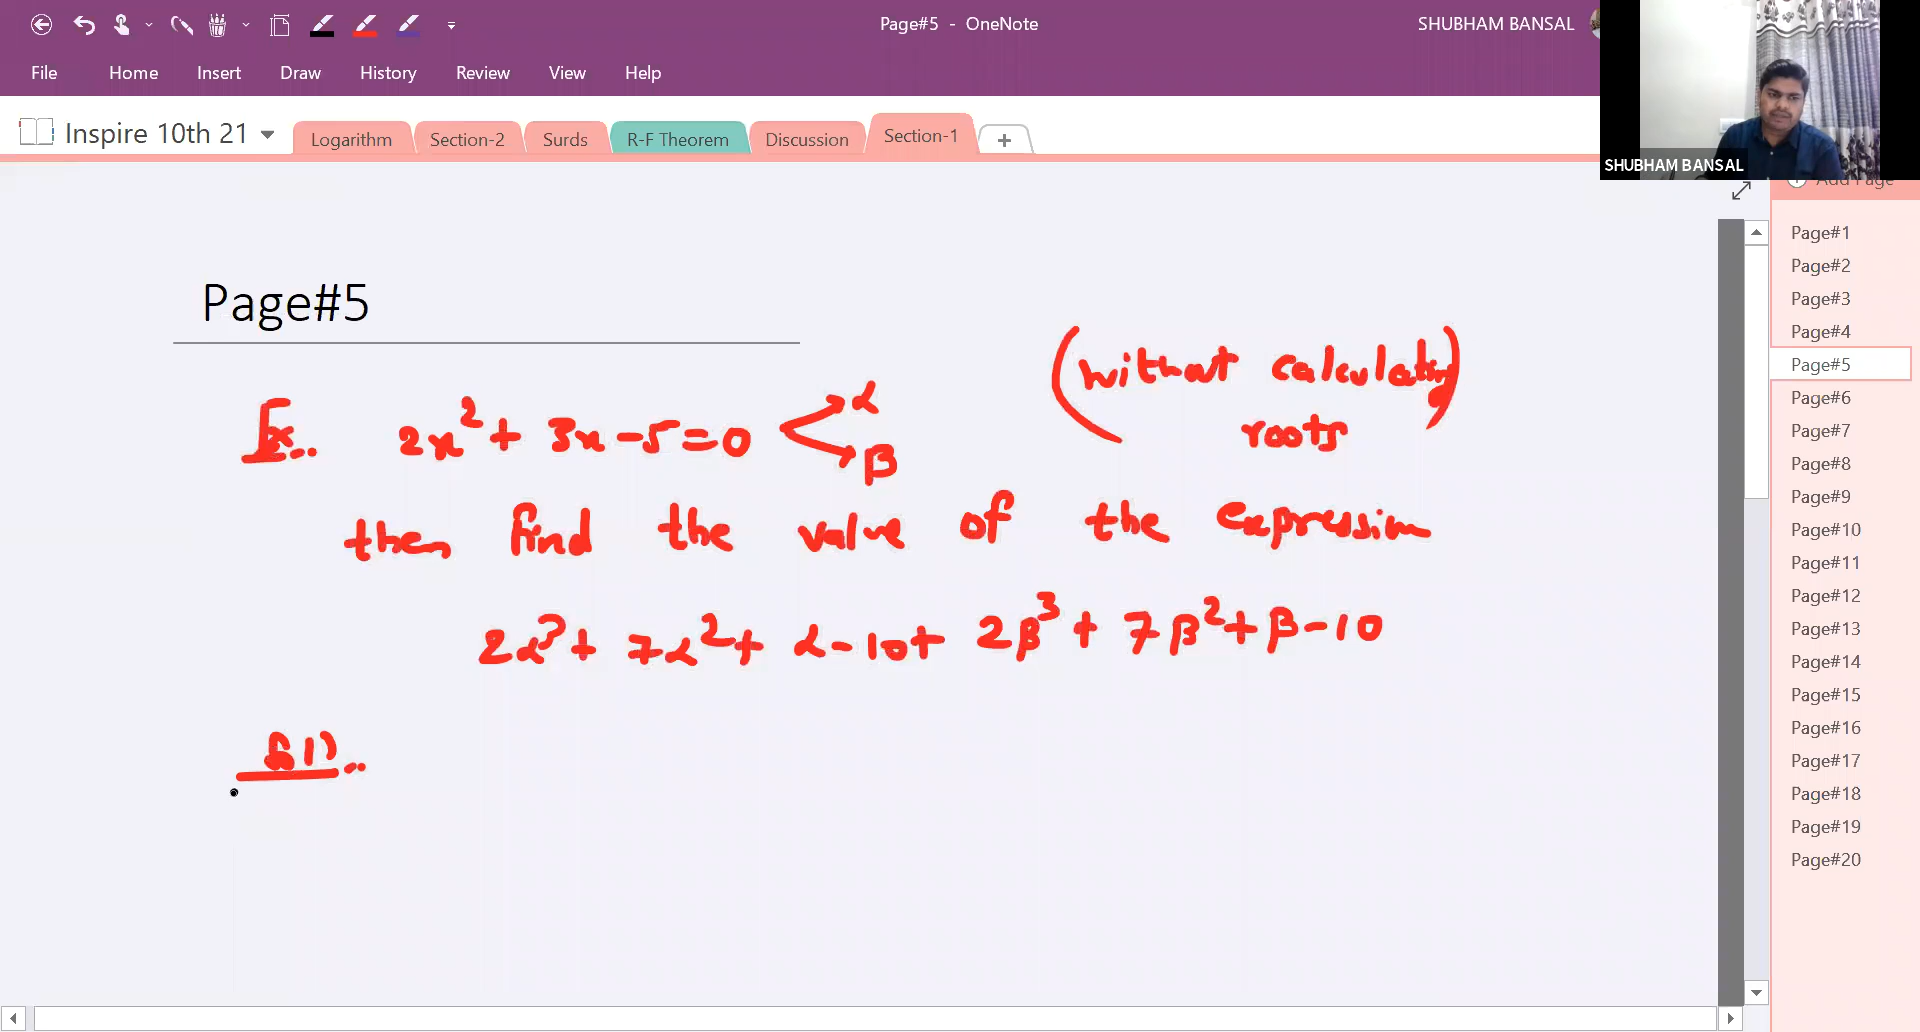 Page#5 - OneNote
SHUBHAM BANSAL
File Home Insert Draw History Review View Help
SHUBHAM BANSAL
Inspire 10th 21
Logarithm Section-2 Surds R-F Theorem Discussion Section-1 +
Add Page
Page#5
(without calculating
roots)
Ex.. 2x² + 3x - 5 = 0 < α
β
then find the value of the expression
2α³ + 7α² + α - 10 + 2β³ + 7β² + β - 10
Sol..
Page#1
Page#2
Page#3
Page#4
Page#5
Page#6
Page#7
Page#8
Page#9
Page#10
Page#11
Page#12
Page#13
Page#14
Page#15
Page#16
Page#17
Page#18
Page#19
Page#20